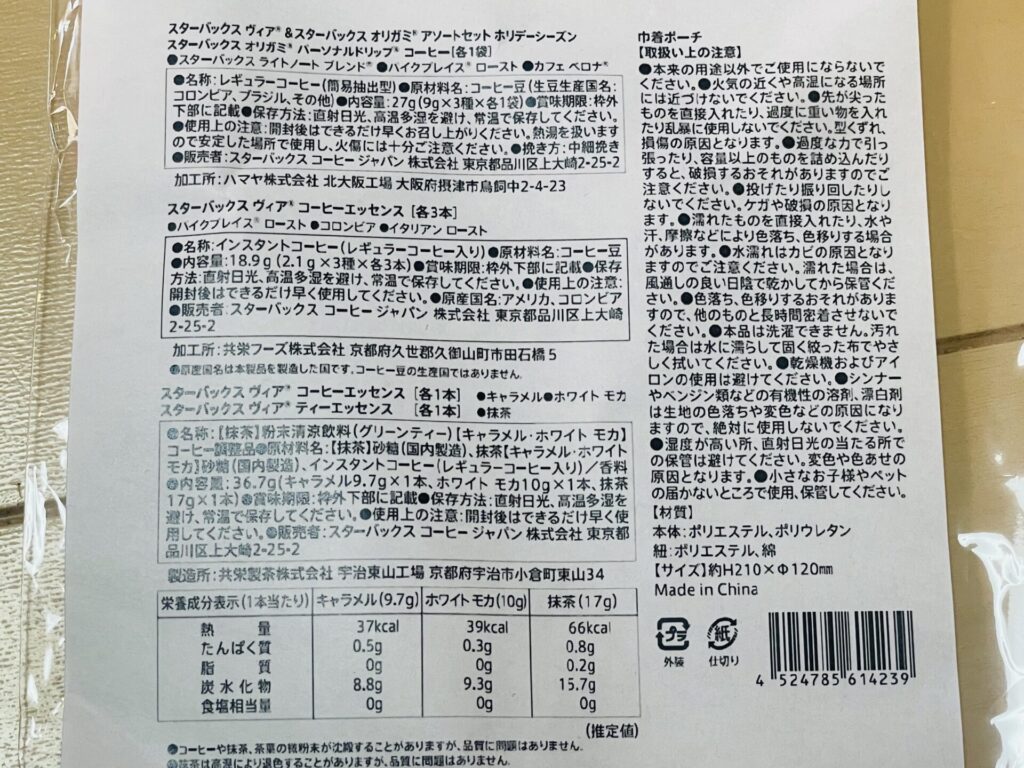 スターバックス ヴィア® &スターバックス オリガミ® アソートセット ホリデーシーズン
スターバックス オリガミ® パーソナルドリップ® コーヒー[各1袋]
●スターバックス ライトノート ブレンド® ●パイクプレイス® ロースト ●カフェ ベロナ®
●名称:レギュラーコーヒー(簡易抽出型)●原材料名:コーヒー豆(生豆生産国名:
コロンビア、ブラジル、その他)●内容量:27g(9g×3種×各1袋)●賞味期限:枠外
下部に記載●保存方法:直射日光、高温多湿を避け、常温で保存してください。
●使用上の注意:開封後はできるだけ早くお召し上がりください。熱湯を扱います
ので安定した場所で使用し、火傷には十分ご注意ください。●挽き方:中細挽き
●販売者:スターバックス コーヒー ジャパン 株式会社 東京都品川区上大崎2-25-2
加工所:ハマヤ株式会社 北大阪工場 大阪府摂津市鳥飼中2-4-23
スターバックス ヴィア® コーヒーエッセンス [各3本]
●パイクプレイス® ロースト ●コロンビア ●イタリアン ロースト
●名称:インスタントコーヒー(レギュラーコーヒー入り)●原材料名:コーヒー豆
●内容量:18.9g(2.1g×3種×各3本)●賞味期限:枠外下部に記載●保存
方法:直射日光、高温多湿を避け、常温で保存してください。●使用上の注意:
開封後はできるだけ早く使用してください。●原産国名:アメリカ、コロンビア
●販売者:スターバックス コーヒー ジャパン 株式会社 東京都品川区上大崎
2-25-2
加工所:共栄フーズ株式会社 京都府久世郡久御山町市田石橋5
●原産国名は本製品を製造した国です。コーヒー豆の生産国ではありません。
スターバックス ヴィア® コーヒーエッセンス [各1本] ●キャラメル●ホワイト モカ
スターバックス ヴィア® ティーエッセンス [各1本] ●抹茶
●名称:【抹茶】粉末清涼飲料(グリーンティー)【キャラメル・ホワイト モカ】
コーヒー調整品●原材料名:【抹茶】砂糖(国内製造)、抹茶【キャラメル・ホワイト
モカ】砂糖(国内製造)、インスタントコーヒー(レギュラーコーヒー入り)/香料
●内容量:36.7g(キャラメル9.7g×1本、ホワイト モカ10g×1本、抹茶
17g×1本)●賞味期限:枠外下部に記載●保存方法:直射日光、高温多湿を
避け、常温で保存してください。●使用上の注意:開封後はできるだけ早く使
用してください。●販売者:スターバックス コーヒー ジャパン 株式会社 東京都
品川区上大崎2-25-2
製造所:共栄製茶株式会社 宇治東山工場 京都府宇治市小倉町東山34
栄養成分表示(1本当たり) キャラメル(9.7g) ホワイトモカ(10g) 抹茶(17g)
熱量 37kcal 39kcal 66kcal
たんぱく質 0.5g 0.3g 0.8g
脂質 0g 0g 0.2g
炭水化物 8.8g 9.3g 15.7g
食塩相当量 0g 0g 0g
(推定値)
●コーヒーや抹茶、茶葉の微粉末が沈殿することがありますが、品質に問題はありません。
●抹茶は高温により退色することがありますが、品質に問題はありません。
巾着ポーチ
【取扱い上の注意】
●本来の用途以外でご使用にならないで
ください。●火気の近くや高温になる場所
には近づけないでください。●先が尖った
ものを直接入れたり、過度に重い物を入れ
たり乱暴に使用しないでください。型くずれ、
損傷の原因となります。●過度な力で引っ
張ったり、容量以上のものを詰め込んだり
すると、破損するおそれがありますのでご
注意ください。●投げたり振り回したりし
ないでください。ケガや破損の原因となり
ます。●濡れたものを直接入れたり、水や
汗、摩擦などにより色落ち、色移りする場合
があります。●水濡れはカビの原因となり
ますのでご注意ください。濡れた場合は、
風通しの良い日陰で乾かしてから保管くだ
さい。●色落ち、色移りするおそれがありま
すので、他のものと長時間密着させないで
ください。●本品は洗濯できません。汚れ
た場合は水に濡らして固く絞った布でやさ
しく拭いてください。●乾燥機およびアイ
ロンの使用は避けてください。●シンナー
やベンジン類などの有機性の溶剤、漂白剤
は生地の色落ちや変色などの原因になり
ますので、絶対に使用しないでください。
●湿度が高い所、直射日光の当たる所で
の保管は避けてください。変色や色あせの
原因となります。●小さなお子様やペット
の届かないところで使用、保管してください。
【材質】
本体:ポリエステル、ポリウレタン
紐:ポリエステル、綿
【サイズ】約H210×Φ120mm
Made in China
プラ 紙
外装 仕切り
4 524785 614239